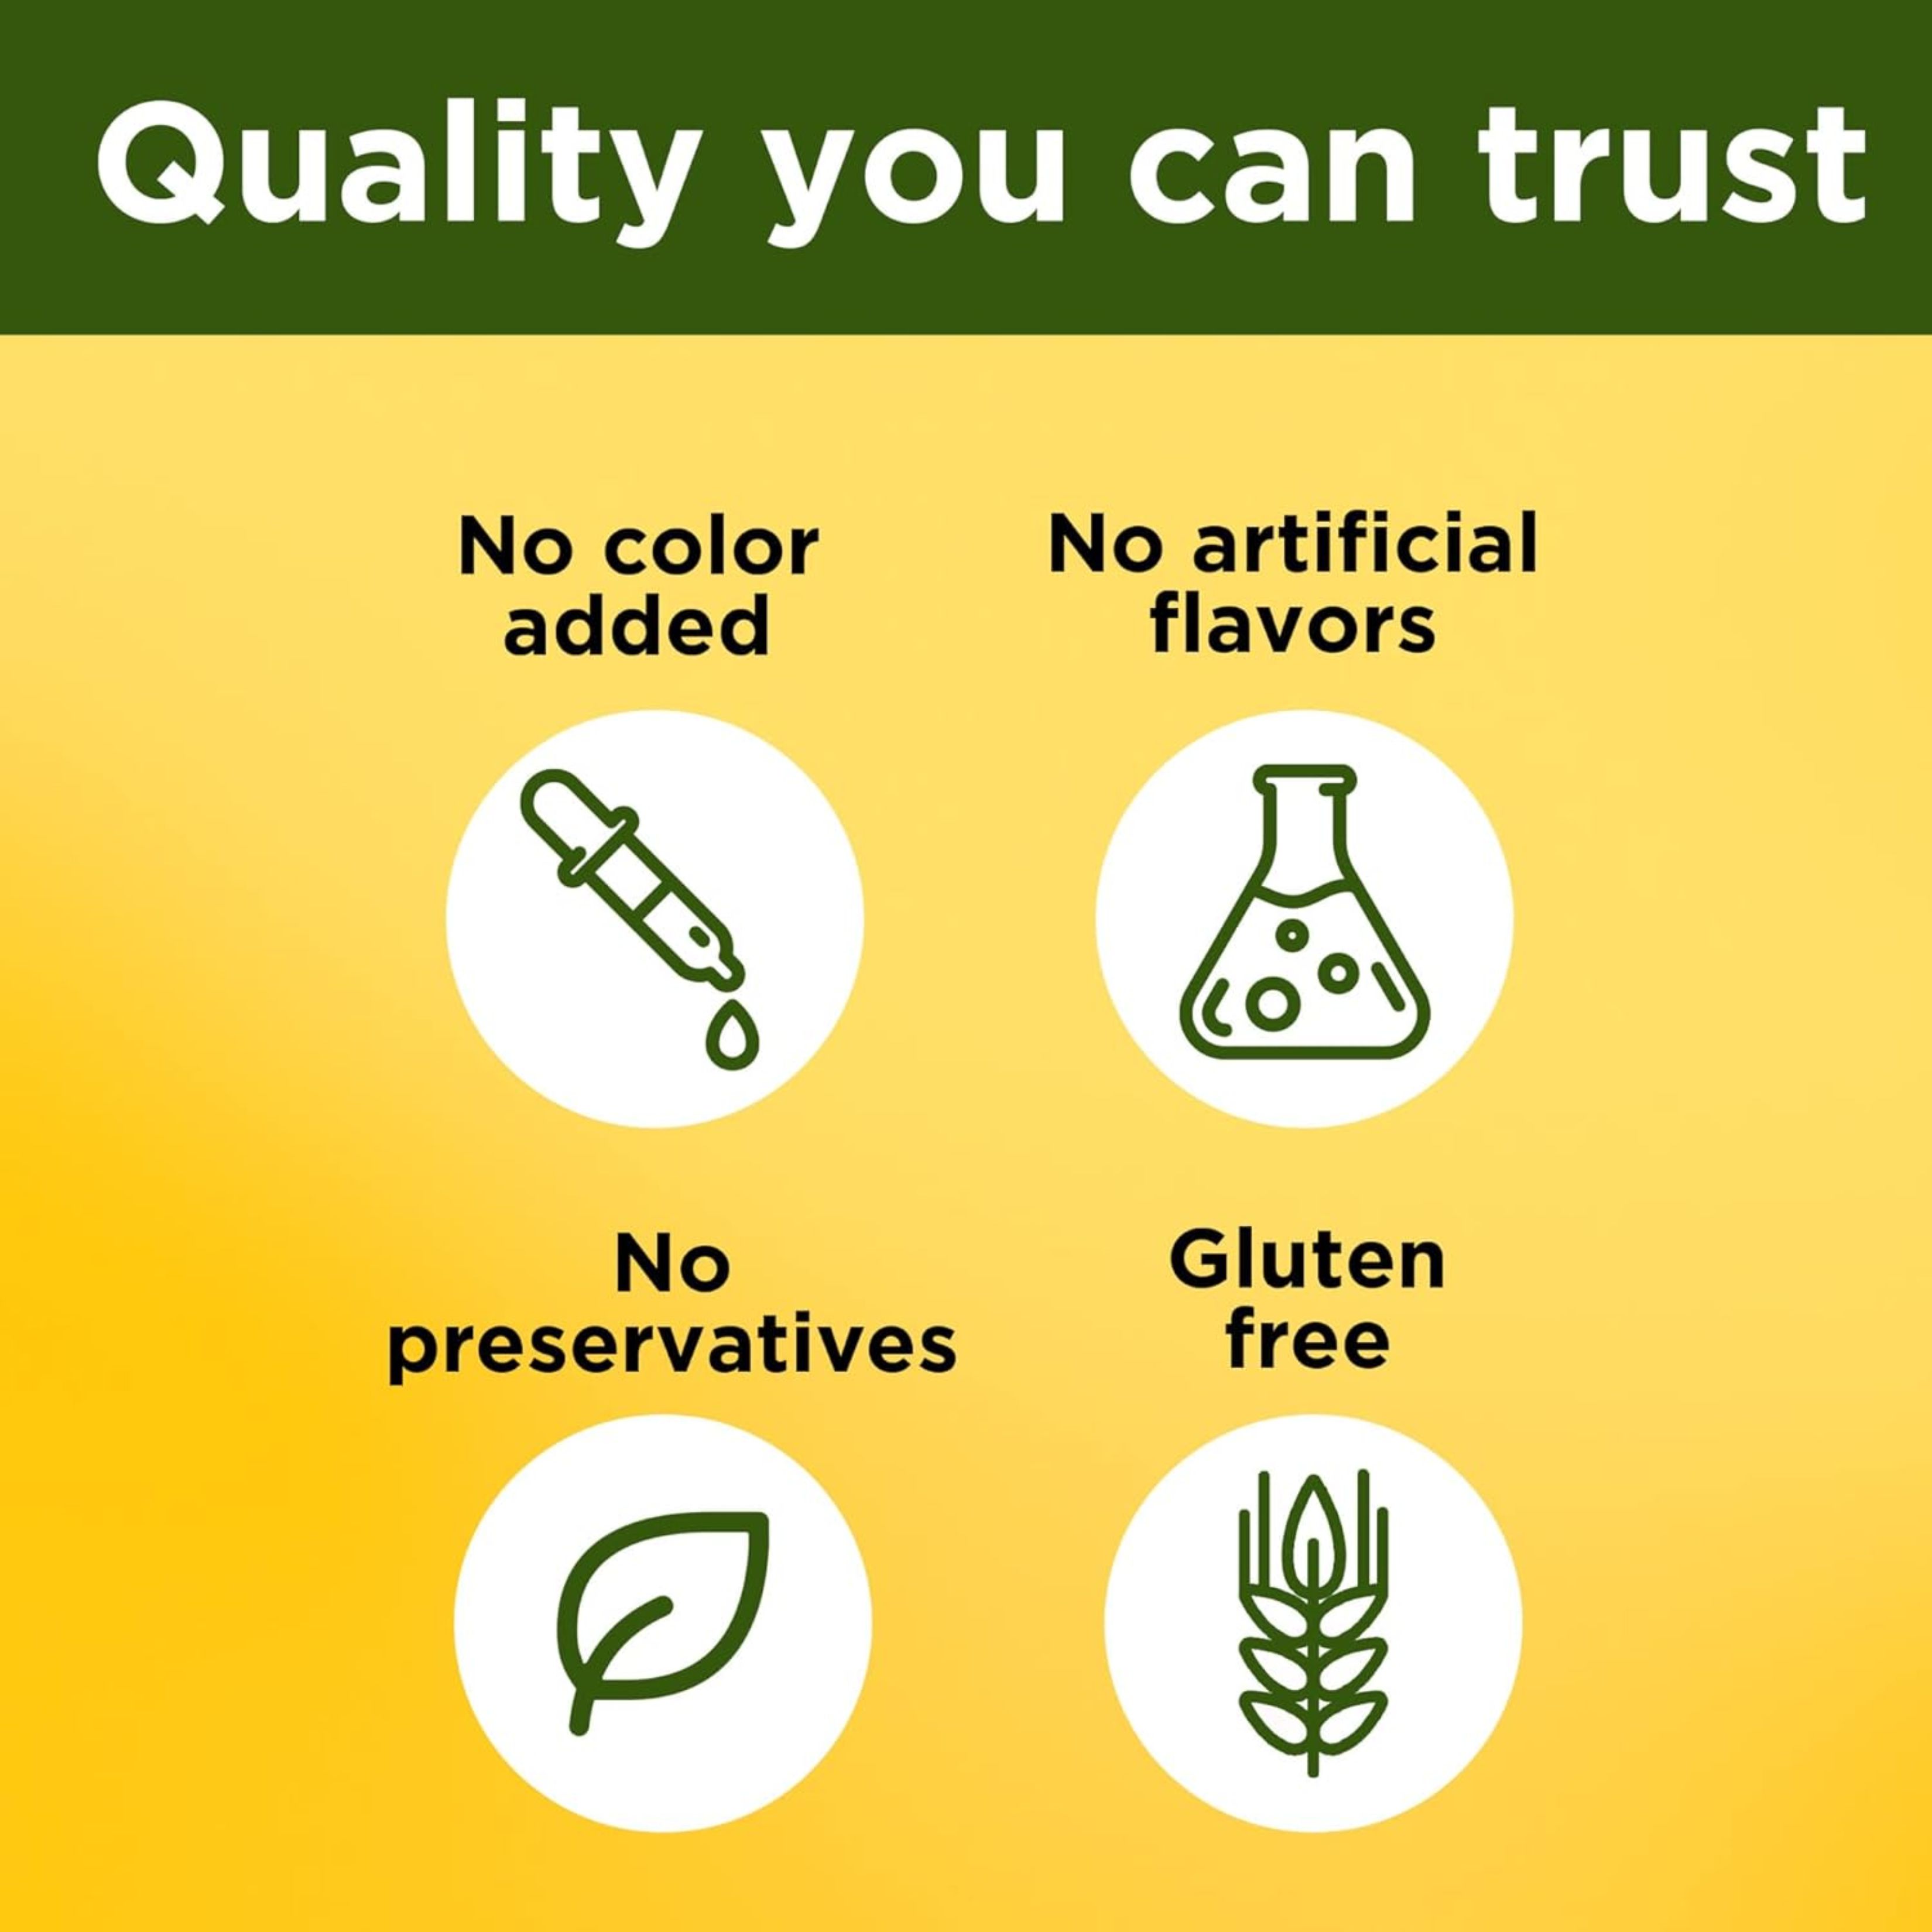 Quality you can trust
No color
added
No artificial
flavors
No
preservatives
Gluten
free